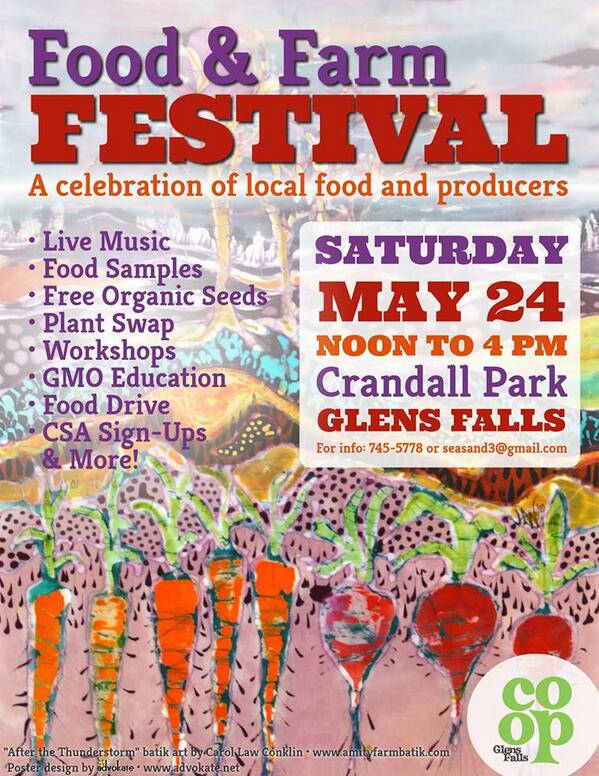 Food & Farm
FESTIVAL
A celebration of local food and producers
• Live Music
• Food Samples
• Free Organic Seeds
• Plant Swap
• Workshops
• GMO Education
• Food Drive
• CSA Sign-Ups
& More!
SATURDAY
MAY 24
NOON TO 4 PM
Crandall Park
GLENS FALLS
For info: 745-5778 or seasand3@gmail.com
co
op
Glens
Falls
"After the Thunderstorm" batik art by Carol Law Conklin • www.amityfarmbatik.com
Poster design by advokate • www.advokate.net